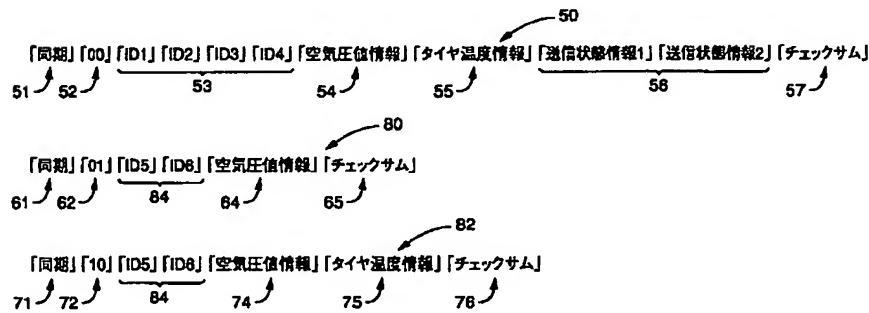 50
「同期」「00」「ID1」「ID2」「ID3」「ID4」「空気圧値情報」「タイヤ温度情報」「送信状態情報1」「送信状態情報2」「チェックサム」
51 52 53 54 55 56 57
80
「同期」「01」「ID5」「ID6」「空気圧値情報」「チェックサム」
61 62 84 64 65
82
「同期」「10」「ID5」「ID6」「空気圧値情報」「タイヤ温度情報」「チェックサム」
71 72 84 74 75 76